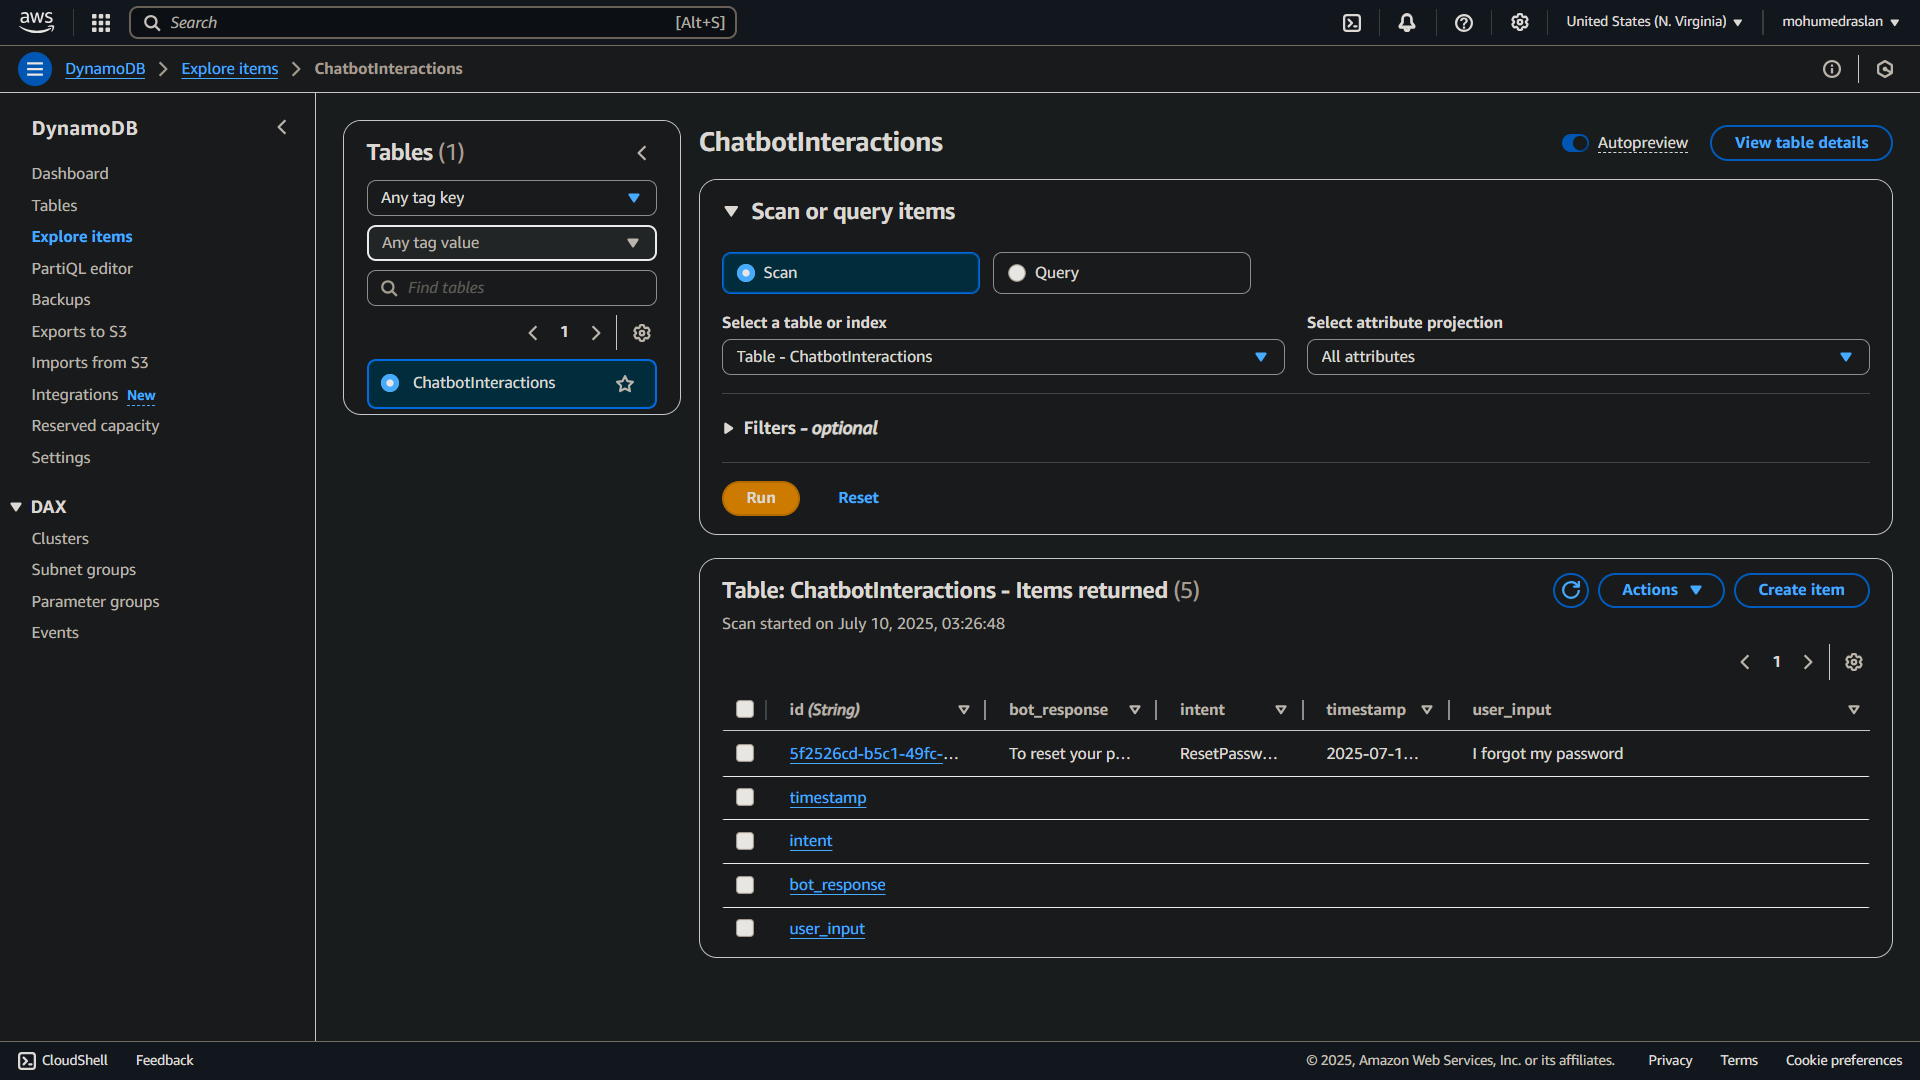 aws
Search [Alt+S]
United States (N. Virginia)
mohumedraslan
DynamoDB
Explore items
ChatbotInteractions
DynamoDB
Dashboard
Tables
Explore items
PartiQL editor
Backups
Exports to S3
Imports from S3
Integrations New
Reserved capacity
Settings
DAX
Clusters
Subnet groups
Parameter groups
Events
Tables (1)
Any tag key
Any tag value
Find tables
1
ChatbotInteractions
ChatbotInteractions
Autopreview
View table details
Scan or query items
Scan
Query
Select a table or index
Table - ChatbotInteractions
Select attribute projection
All attributes
Filters - optional
Run
Reset
Table: ChatbotInteractions - Items returned (5)
Scan started on July 10, 2025, 03:26:48
Actions
Create item
1
id (String) bot_response intent timestamp user_input
5f2526cd-b5c1-49fc-... To reset your p... ResetPassw... 2025-07-1... I forgot my password
timestamp
intent
bot_response
user_input
CloudShell
Feedback
© 2025, Amazon Web Services, Inc. or its affiliates.
Privacy
Terms
Cookie preferences